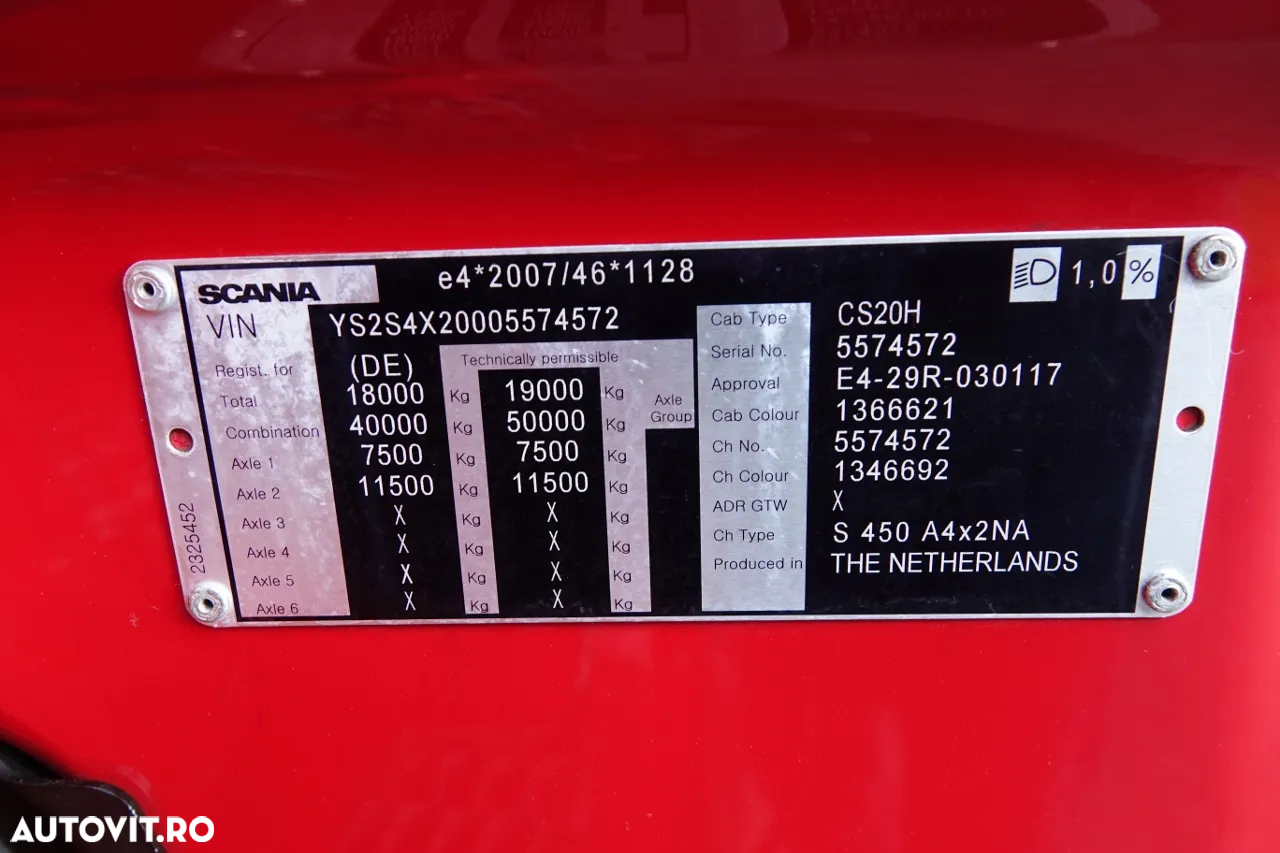 SCANIA e4*2007/46*1128 1,0 %
VIN YS2S4X20005574572
Regist. for (DE) Technically permissible
Total 18000 Kg 19000 Kg
Combination 40000 Kg 50000 Kg
Axle Group
Axle 1 7500 Kg 7500 Kg
Axle 2 11500 Kg 11500 Kg
Axle 3 X Kg X Kg
Axle 4 X Kg X Kg
Axle 5 X Kg X Kg
Axle 6 X Kg X Kg
Cab Type CS20H
Serial No. 5574572
Approval E4-29R-030117
Cab Colour 1366621
Ch No. 5574572
Ch Colour 1346692
ADR GTW X
Ch Type S 450 A4x2NA
Produced in THE NETHERLANDS
2325452
AUTOVIT.RO